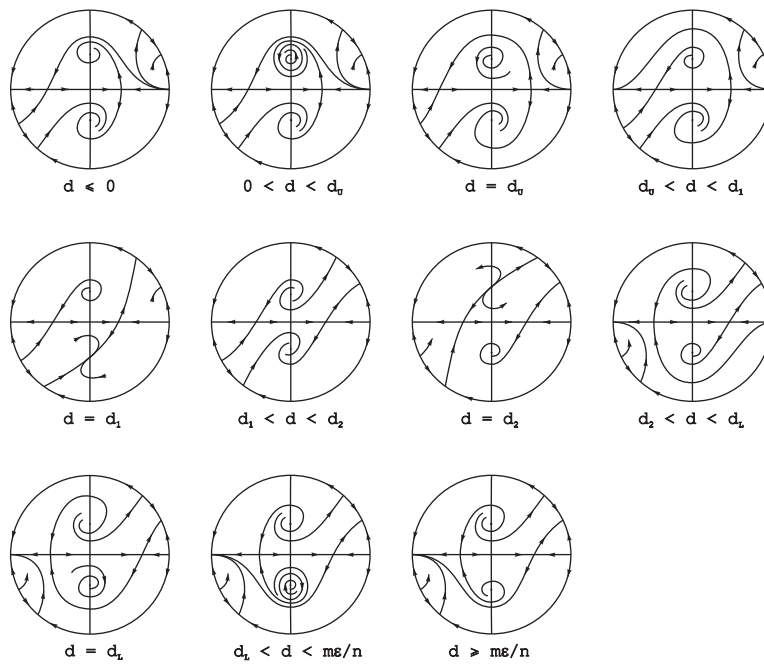 d ⩽ 0
0 < d < d_U
d = d_U
d_U < d < d_1
d = d_1
d_1 < d < d_2
d = d_2
d_2 < d < d_L
d = d_L
d_L < d < mε/n
d ⩾ mε/n